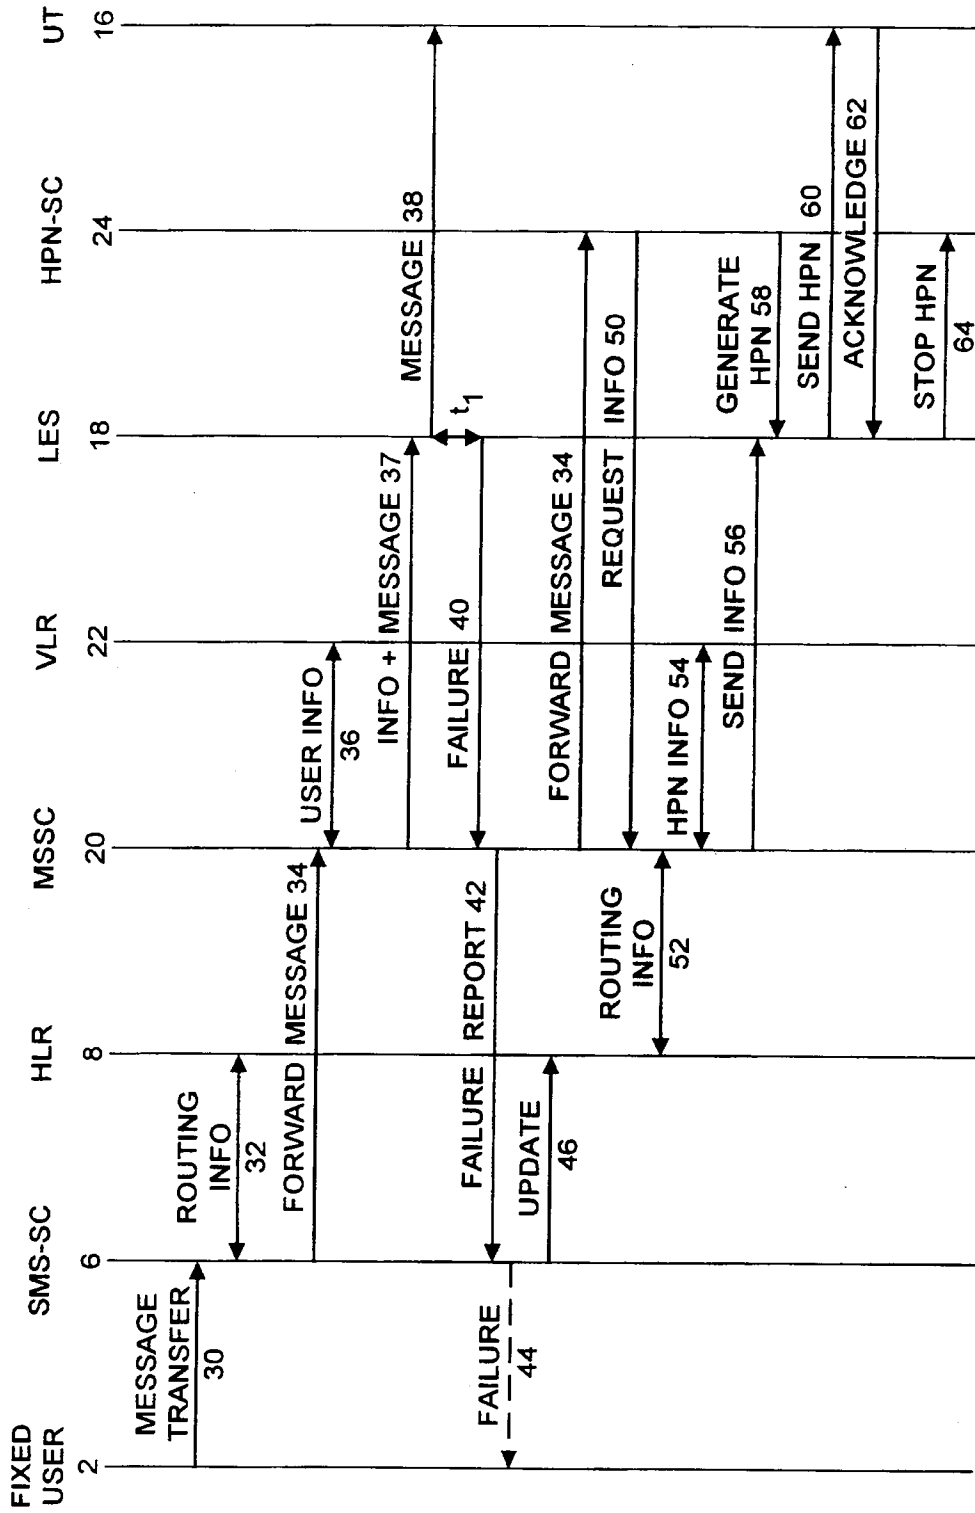 FIXED
USER
2
SMS-SC
6
HLR
8
MSSC
20
VLR
22
LES
18
HPN-SC
24
UT
16
MESSAGE
TRANSFER
30
ROUTING
INFO
32
FORWARD MESSAGE 34
USER INFO
36
INFO + MESSAGE 37
MESSAGE 38
t1
FAILURE 40
FAILURE REPORT 42
FAILURE
44
UPDATE
46
FORWARD MESSAGE 34
REQUEST INFO 50
ROUTING
INFO
52
HPN INFO 54
SEND INFO 56
GENERATE
HPN 58
SEND HPN 60
ACKNOWLEDGE 62
STOP HPN
64